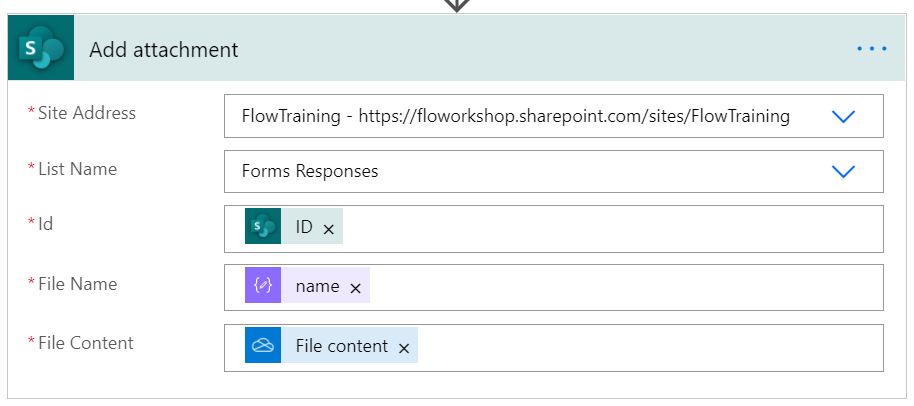 S Add attachment ...
* Site Address FlowTraining - https://floworkshop.sharepoint.com/sites/FlowTraining
* List Name Forms Responses
* Id S ID ×
* File Name {} name ×
* File Content File content ×